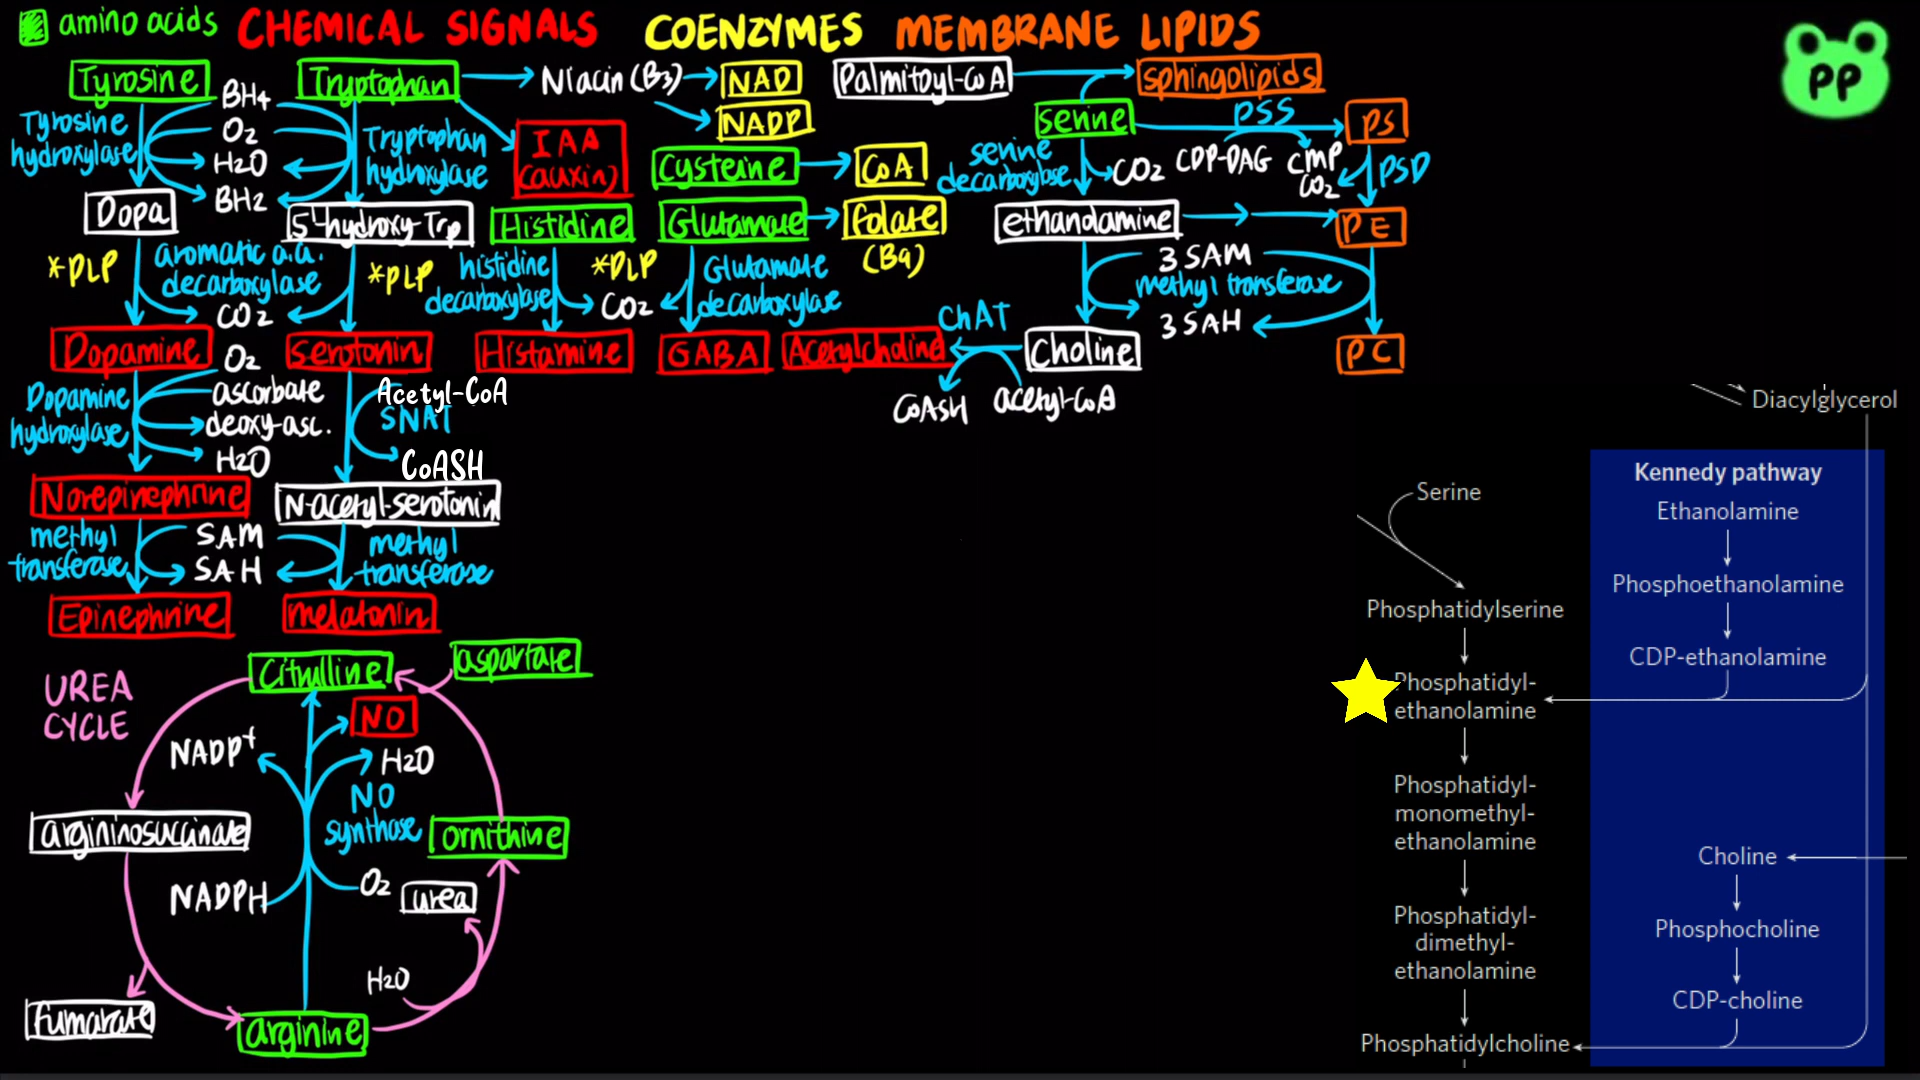 amino acids CHEMICAL SIGNALS COENZYMES MEMBRANE LIPIDS
PP
Tyrosine
BH4
O2
H2O
BH2
Tyrosine
hydroxylase
Dopa
*PLP
aromatic a.a.
decarboxylase
CO2
Dopamine
O2
ascorbate
deoxy-asc.
H2O
Dopamine
hydroxylase
Norepinephrine
methyl
transferase
SAM
SAH
Epinephrine
Tryptophan
Tryptophan
hydroxylase
5-hydroxy-Trp
*PLP
Serotonin
Acetyl-CoA
SNAT
CoASH
N-acetyl-serotonin
methyl
transferase
melatonin
Niacin (B3)
NAD
NADP
IAA
(auxin)
Cysteine
CoA
Histidine
histidine
decarboxylase
*PLP
CO2
Histamine
Glutamate
folate
(B9)
Glutamate
decarboxylase
GABA
Palmitoyl-CoA
sphingolipids
serine
PSS
PS
CDP-DAG
CMP
serine
decarboxylase
CO2
CO2
PSD
ethanolamine
PE
3 SAM
methyl transferase
3 SAH
PC
Choline
ChAT
Acetylcholine
CoASH
acetyl-CoA
UREA
CYCLE
Citrulline
aspartate
NO
NADP+
H2O
NO
synthase
argininosuccinate
ornithine
NADPH
O2
urea
H2O
fumarate
arginine
Diacylglycerol
Kennedy pathway
Serine
Ethanolamine
Phosphoethanolamine
Phosphatidylserine
CDP-ethanolamine
Phosphatidyl-
ethanolamine
Phosphatidyl-
monomethyl-
ethanolamine
Choline
Phosphatidyl-
dimethyl-
ethanolamine
Phosphocholine
CDP-choline
Phosphatidylcholine